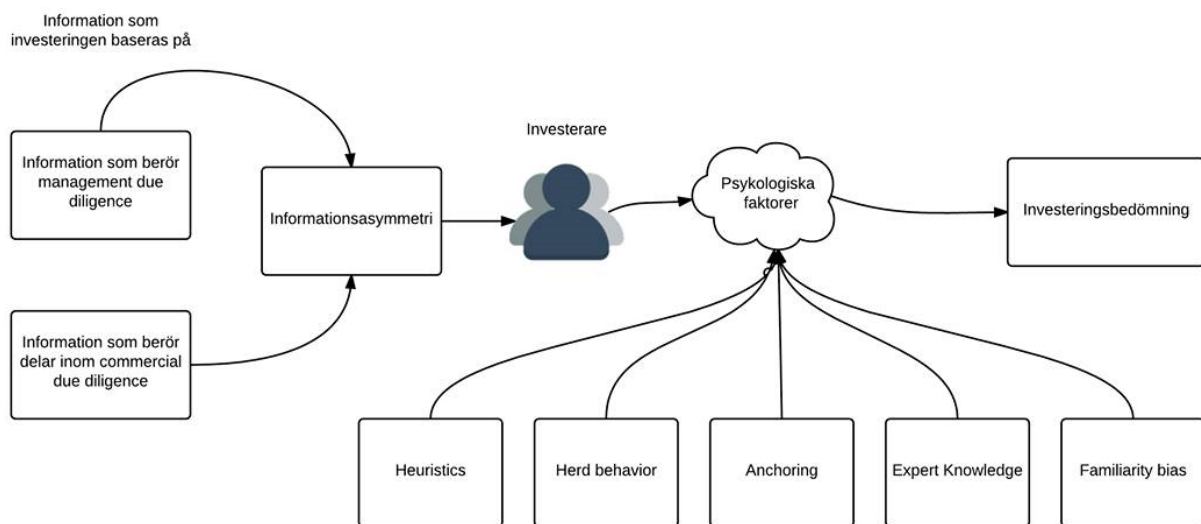 Information som
investeringen baseras på
Information som berör
management due
diligence
Information som berör
delar inom commercial
due diligence
Informationsasymmetri
Investerare
Psykologiska
faktorer
Investeringsbedömning
Heuristics
Herd behavior
Anchoring
Expert Knowledge
Familiarity bias